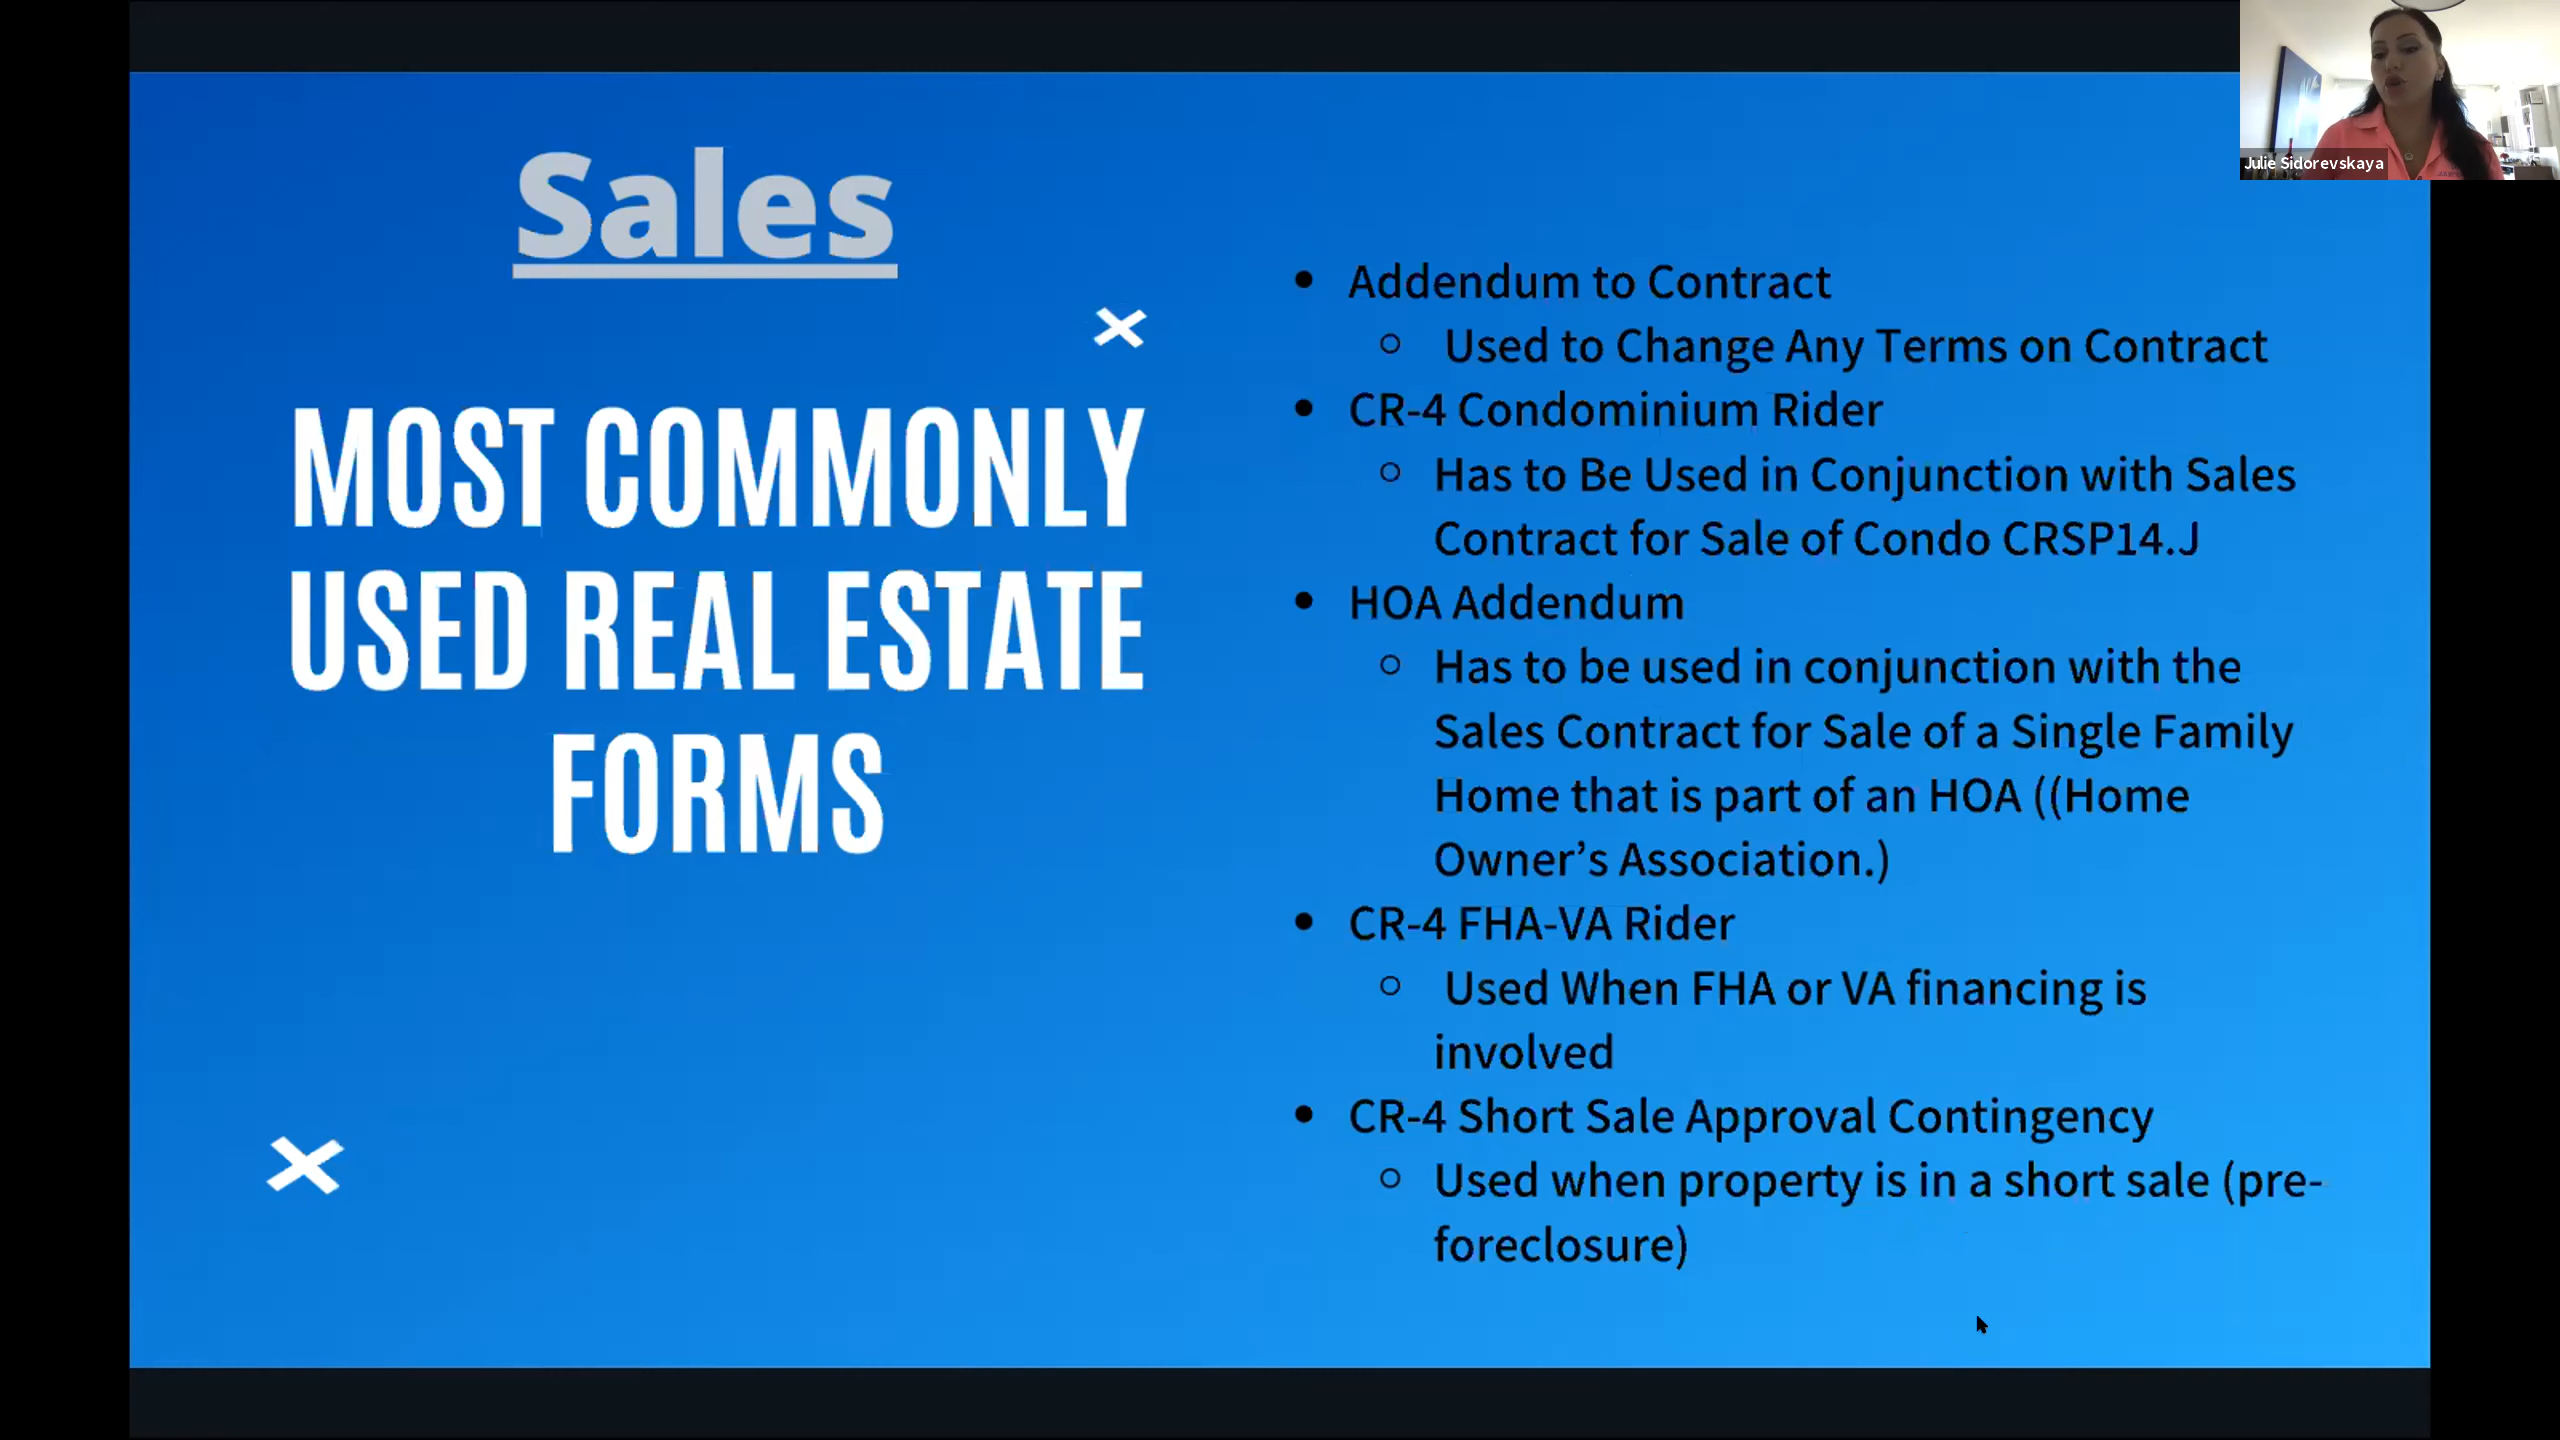 Sales
MOST COMMONLY
USED REAL ESTATE
FORMS
• Addendum to Contract
○ Used to Change Any Terms on Contract
• CR-4 Condominium Rider
○ Has to Be Used in Conjunction with Sales
Contract for Sale of Condo CRSP14.J
• HOA Addendum
○ Has to be used in conjunction with the
Sales Contract for Sale of a Single Family
Home that is part of an HOA ((Home
Owner’s Association.)
• CR-4 FHA-VA Rider
○ Used When FHA or VA financing is
involved
• CR-4 Short Sale Approval Contingency
○ Used when property is in a short sale (pre-
foreclosure)
Julie Sidorevskaya